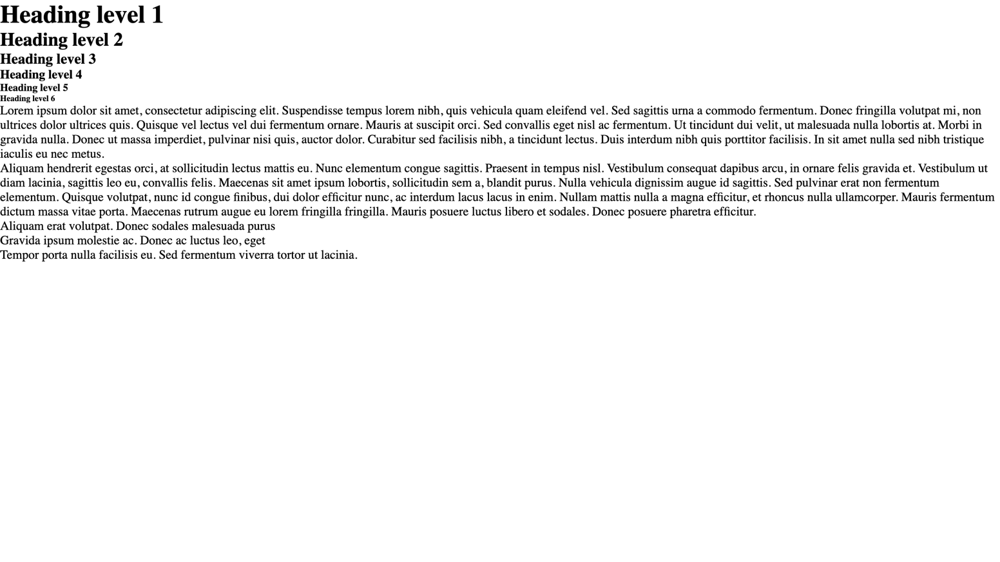 Heading level 1
Heading level 2
Heading level 3
Heading level 4
Heading level 5
Heading level 6
Lorem ipsum dolor sit amet, consectetur adipiscing elit. Suspendisse tempus lorem nibh, quis vehicula quam eleifend vel. Sed sagittis urna a commodo fermentum. Donec fringilla volutpat mi, non
ultrices dolor ultrices quis. Quisque vel lectus vel dui fermentum ornare. Mauris at suscipit orci. Sed convallis eget nisl ac fermentum. Ut tincidunt dui velit, ut malesuada nulla lobortis at. Morbi in
gravida nulla. Donec ut massa imperdiet, pulvinar nisi quis, auctor dolor. Curabitur sed facilisis nibh, a tincidunt lectus. Duis interdum nibh quis porttitor facilisis. In sit amet nulla sed nibh tristique
iaculis eu nec metus.
Aliquam hendrerit egestas orci, at sollicitudin lectus mattis eu. Nunc elementum congue sagittis. Praesent in tempus nisl. Vestibulum consequat dapibus arcu, in ornare felis gravida et. Vestibulum ut
diam lacinia, sagittis leo eu, convallis felis. Maecenas sit amet ipsum lobortis, sollicitudin sem a, blandit purus. Nulla vehicula dignissim augue id sagittis. Sed pulvinar erat non fermentum
elementum. Quisque volutpat, nunc id congue finibus, dui dolor efficitur nunc, ac interdum lacus lacus in enim. Nullam mattis nulla a magna efficitur, et rhoncus nulla ullamcorper. Mauris fermentum
dictum massa vitae porta. Maecenas rutrum augue eu lorem fringilla fringilla. Mauris posuere luctus libero et sodales. Donec posuere pharetra efficitur.
Aliquam erat volutpat. Donec sodales malesuada purus
Gravida ipsum molestie ac. Donec ac luctus leo, eget
Tempor porta nulla facilisis eu. Sed fermentum viverra tortor ut lacinia.